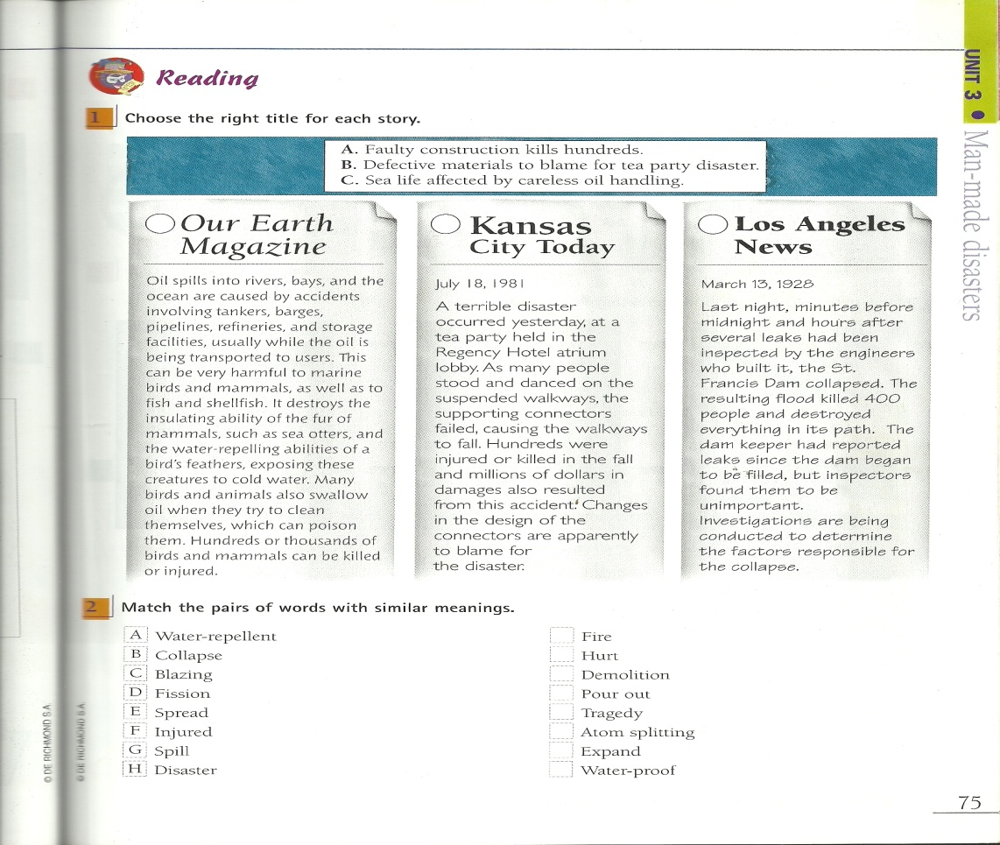 Reading
1 Choose the right title for each story.
A. Faulty construction kills hundreds.
B. Defective materials to blame for tea party disaster.
C. Sea life affected by careless oil handling.
Our Earth
Magazine
Oil spills into rivers, bays, and the
ocean are caused by accidents
involving tankers, barges,
pipelines, refineries, and storage
facilities, usually while the oil is
being transported to users. This
can be very harmful to marine
birds and mammals, as well as to
fish and shellfish. It destroys the
insulating ability of the fur of
mammals, such as sea otters, and
the water-repelling abilities of a
bird's feathers, exposing these
creatures to cold water. Many
birds and animals also swallow
oil when they try to clean
themselves, which can poison
them. Hundreds or thousands of
birds and mammals can be killed
or injured.
Kansas
City Today
July 18, 1981
A terrible disaster
occurred yesterday, at a
tea party held in the
Regency Hotel atrium
lobby. As many people
stood and danced on the
suspended walkways, the
supporting connectors
failed, causing the walkways
to fall. Hundreds were
injured or killed in the fall
and millions of dollars in
damages also resulted
from this accident. Changes
in the design of the
connectors are apparently
to blame for
the disaster.
Los Angeles
News
March 13, 1928
Last night, minutes before
midnight and hours after
several leaks had been
inspected by the engineers
who built it, the St.
Francis Dam collapsed. The
resulting flood killed 400
people and destroyed
everything in its path. The
dam keeper had reported
leaks since the dam began
to be filled, but inspectors
found them to be
unimportant.
Investigations are being
conducted to determine
the factors responsible for
the collapse.
2 Match the pairs of words with similar meanings.
A Water-repellent
B Collapse
C Blazing
D Fission
E Spread
F Injured
G Spill
H Disaster
Fire
Hurt
Demolition
Pour out
Tragedy
Atom splitting
Expand
Water-proof
UNIT 3 • Man-made disasters
© DE RICHMOND S.A
© DE RICHMOND S.A
75